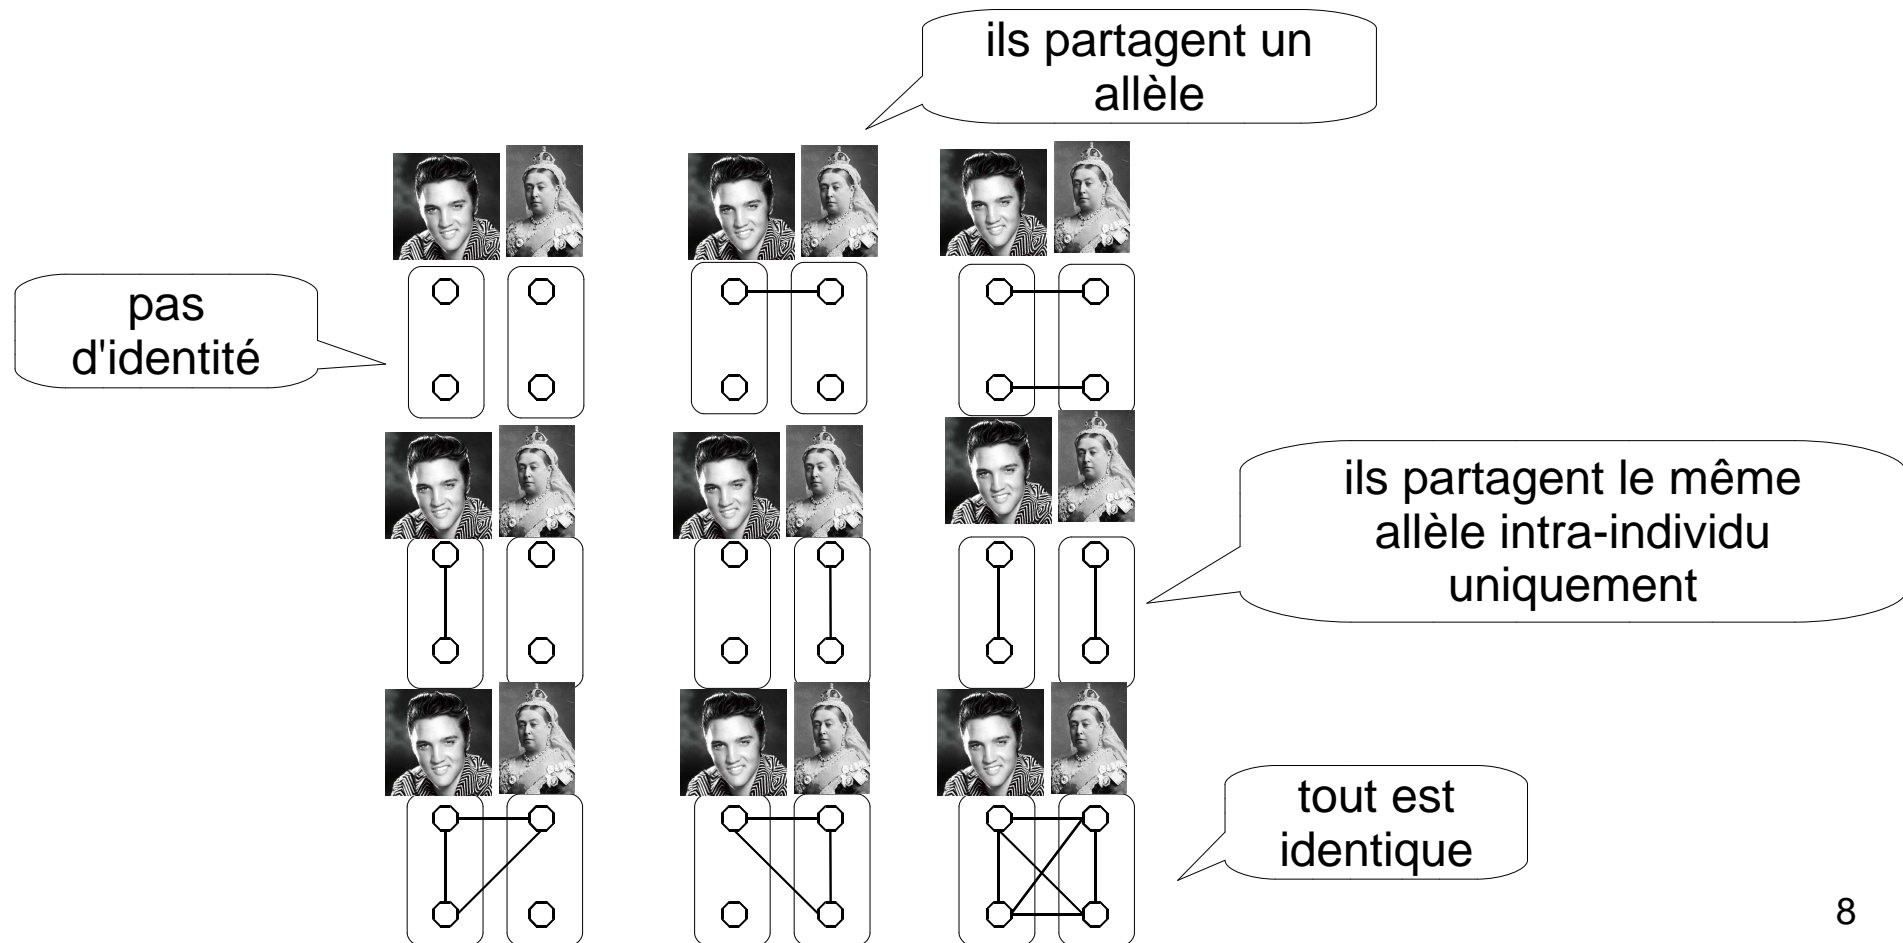 ils partagent un
allèle
pas
d'identité
ils partagent le même
allèle intra-individu
uniquement
tout est
identique
8